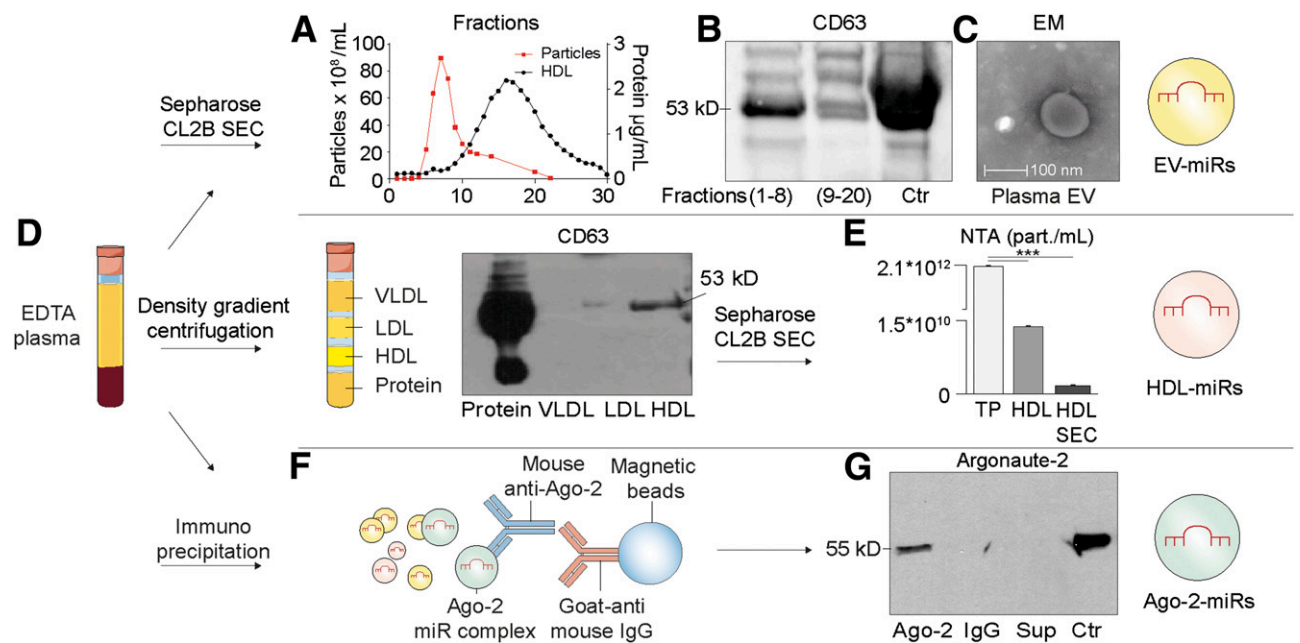 A
Fractions
Particles x 10⁸/mL
100
80
60
40
20
0
0 10 20 30
3
2
1
0
Protein µg/mL
Particles
HDL
B
CD63
53 kD
Fractions (1-8) (9-20) Ctr
C
EM
100 nm
Plasma EV
EV-miRs
Sepharose
CL2B SEC
D
EDTA
plasma
Density gradient
centrifugation
VLDL
LDL
HDL
Protein
CD63
53 kD
Protein VLDL LDL HDL
Sepharose
CL2B SEC
E
NTA (part./mL)
***
2.1*10¹²
1.5*10¹⁰
0
TP HDL HDL
SEC
HDL-miRs
Immuno
precipitation
F
Mouse
anti-Ago-2
Magnetic
beads
Ago-2
miR complex
Goat-anti
mouse IgG
G
Argonaute-2
55 kD
Ago-2 IgG Sup Ctr
Ago-2-miRs